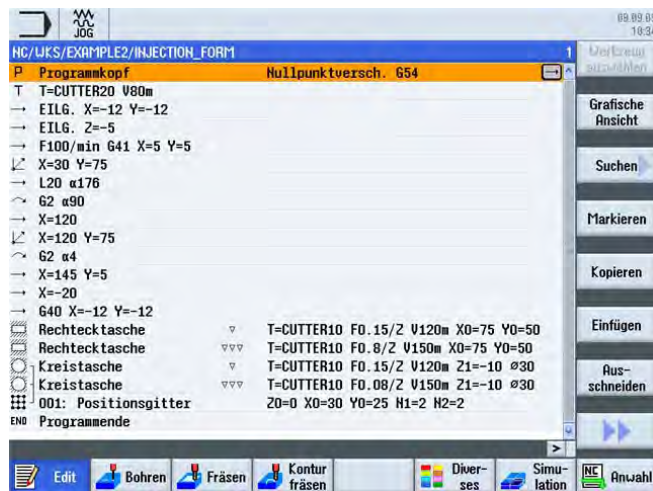 JOG
09.09.09
10:34
NC/WKS/EXAMPLE2/INJECTION_FORM 1
P Programmkopf Nullpunktversch. G54
T T=CUTTER20 V80m
EILG. X=-12 Y=-12
EILG. Z=-5
F100/min G41 X=5 Y=5
X=30 Y=75
L20 α176
G2 α90
X=120
X=120 Y=75
G2 α4
X=145 Y=5
X=-20
G40 X=-12 Y=-12
Rechtecktasche ▿ T=CUTTER10 F0.15/Z V120m X0=75 Y0=50
Rechtecktasche ▿▿▿ T=CUTTER10 F0.8/Z V150m X0=75 Y0=50
Kreistasche ▿ T=CUTTER10 F0.15/Z V120m Z1=-10 ø30
Kreistasche ▿▿▿ T=CUTTER10 F0.08/Z V150m Z1=-10 ø30
001: Positionsgitter Z0=0 X0=30 Y0=25 N1=2 N2=2
END Programmende
Werkzeug
auswählen
Grafische
Ansicht
Suchen
Markieren
Kopieren
Einfügen
Aus-
schneiden
Edit
Bohren
Fräsen
Kontur
fräsen
Diver-
ses
Simu-
lation
NC Anwahl